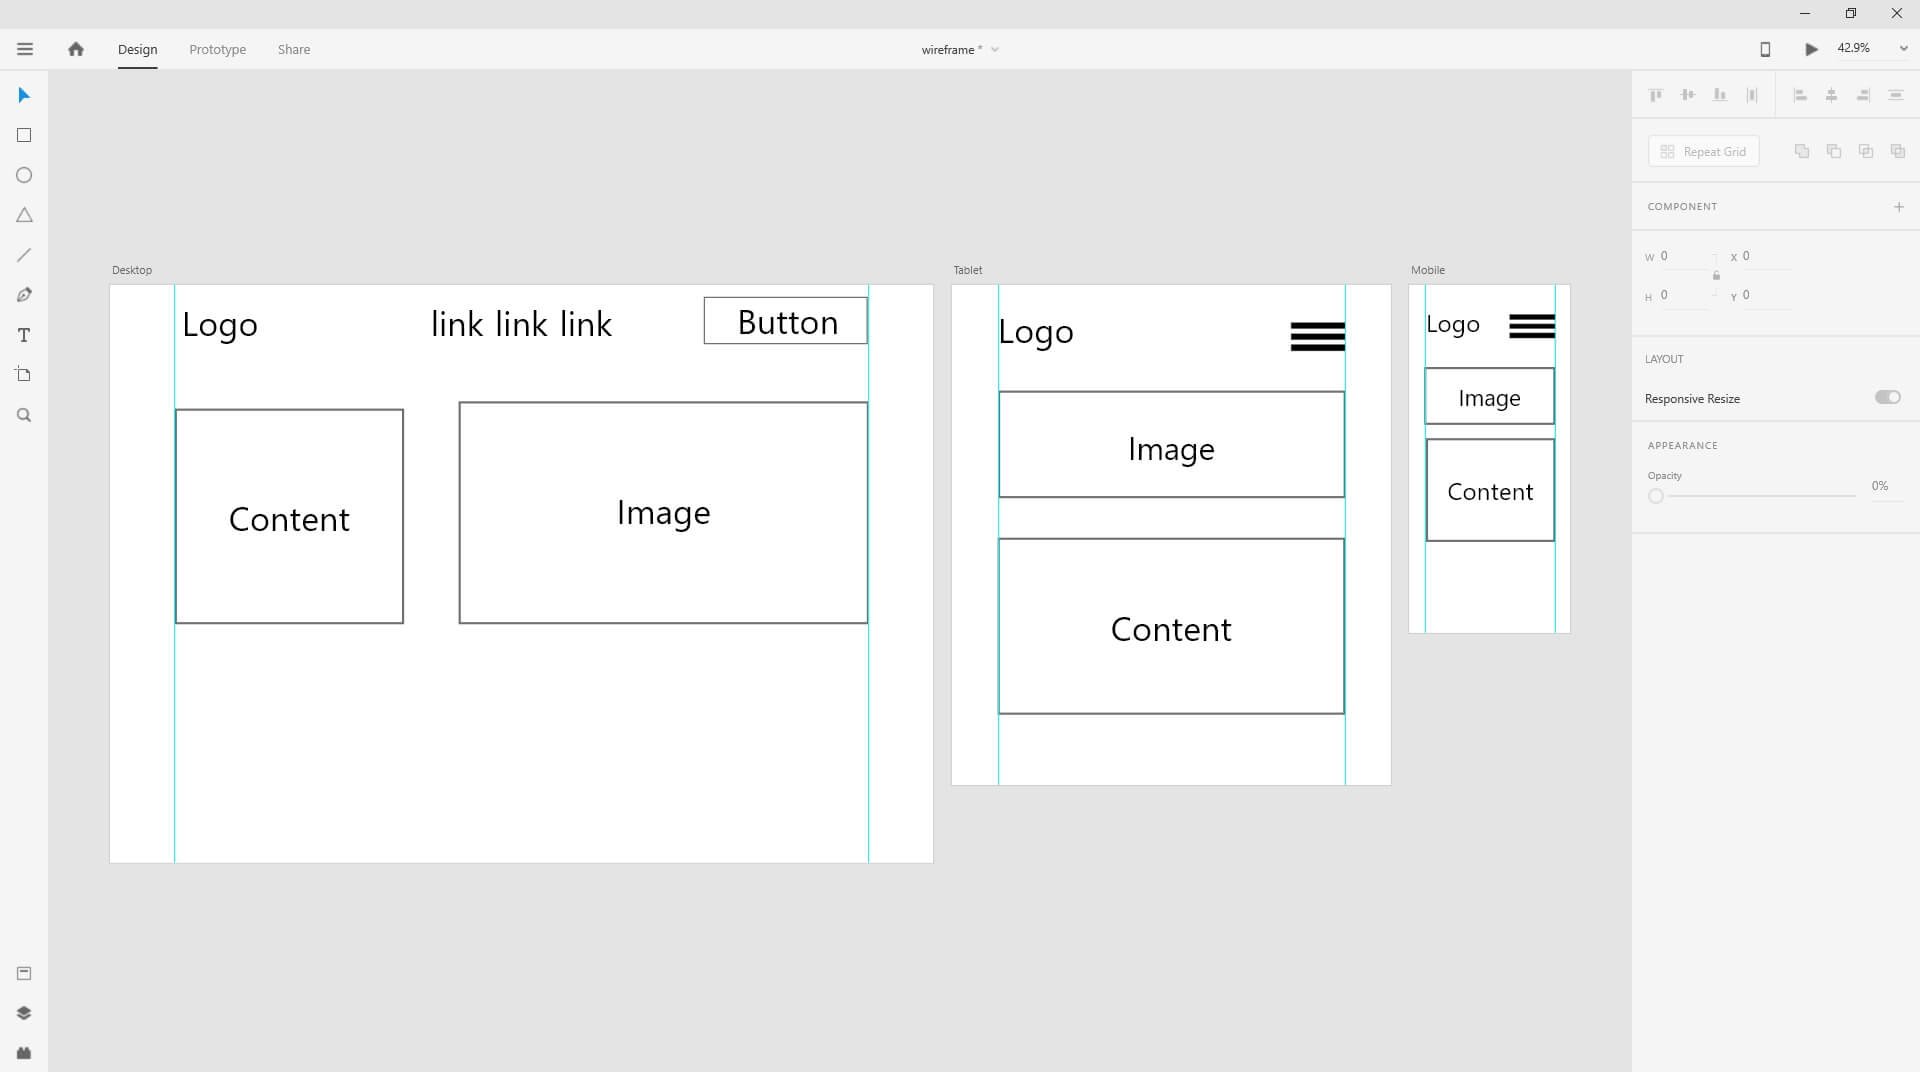 Design Prototype Share wireframe * 42.9%
Repeat Grid
COMPONENT
W 0 X 0
H 0 Y 0
LAYOUT
Responsive Resize
APPEARANCE
Opacity
0%
Desktop
Logo link link link Button
Content Image
Tablet
Logo
Image
Content
Mobile
Logo
Image
Content